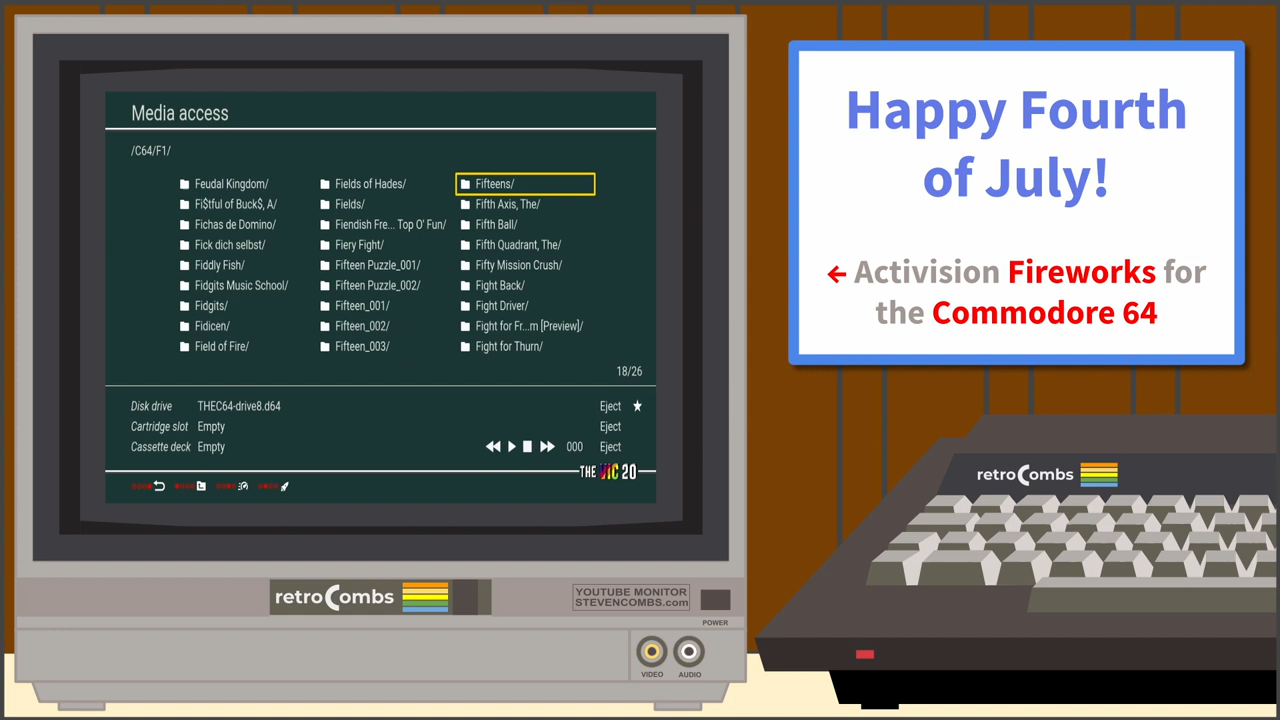 Media access
/C64/F1/
Feudal Kingdom/
Fi$tful of Buck$, A/
Fichas de Domino/
Fick dich selbst/
Fiddly Fish/
Fidgits Music School/
Fidgits/
Fidicen/
Field of Fire/
Fields of Hades/
Fields/
Fiendish Fre... Top O' Fun/
Fiery Fight/
Fifteen Puzzle_001/
Fifteen Puzzle_002/
Fifteen_001/
Fifteen_002/
Fifteen_003/
Fifteens/
Fifth Axis, The/
Fifth Ball/
Fifth Quadrant, The/
Fifty Mission Crush/
Fight Back/
Fight Driver/
Fight for Fr...m [Preview]/
Fight for Thurn/
18/26
Disk drive THEC64-drive8.d64 Eject ★
Cartridge slot Empty Eject
Cassette deck Empty 000 Eject
THE VIC 20
retroCombs
YOUTUBE MONITOR
STEVENCOMBS.com
POWER
VIDEO AUDIO
Happy Fourth
of July!
← Activision Fireworks for
the Commodore 64
retroCombs